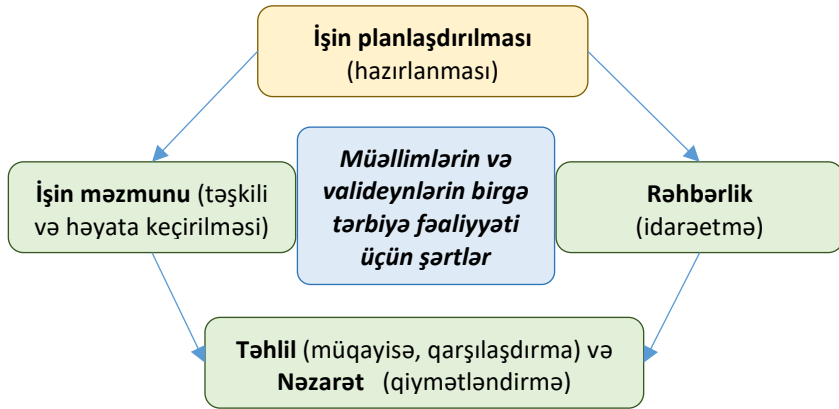 İşin planlaşdırılması
(hazırlanması)
İşin məzmunu (təşkili
və həyata keçirilməsi)
Müəllimlərin və
valideynlərin birgə
tərbiyə fəaliyyəti
üçün şərtlər
Rəhbərlik
(idarəetmə)
Təhlil (müqayisə, qarşılaşdırma) və
Nəzarət (qiymətləndirmə)